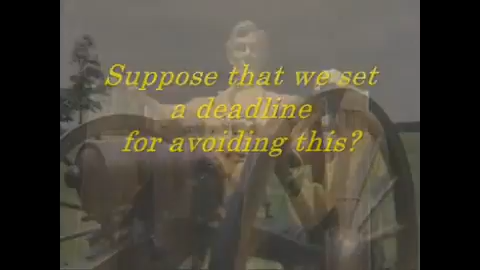 Suppose that we set
a deadline
for avoiding this?